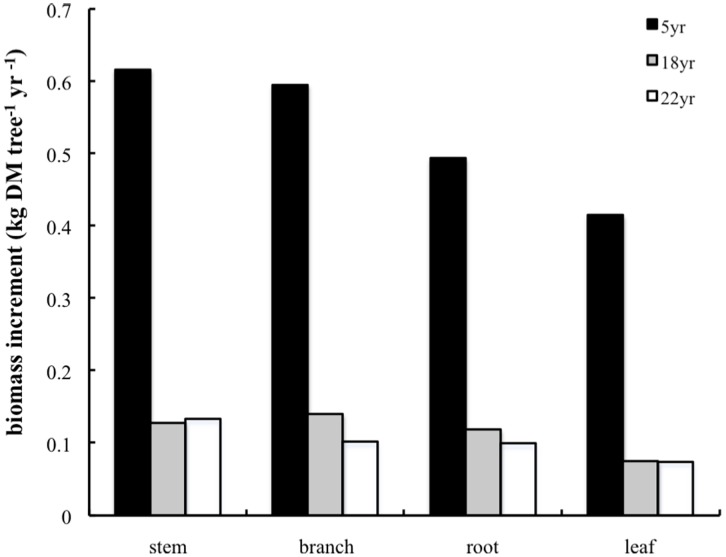 0.7
0.6
0.5
0.4
0.3
0.2
0.1
0
biomass increment (kg DM tree⁻¹ yr ⁻¹)
5yr
18yr
22yr
stem branch root leaf